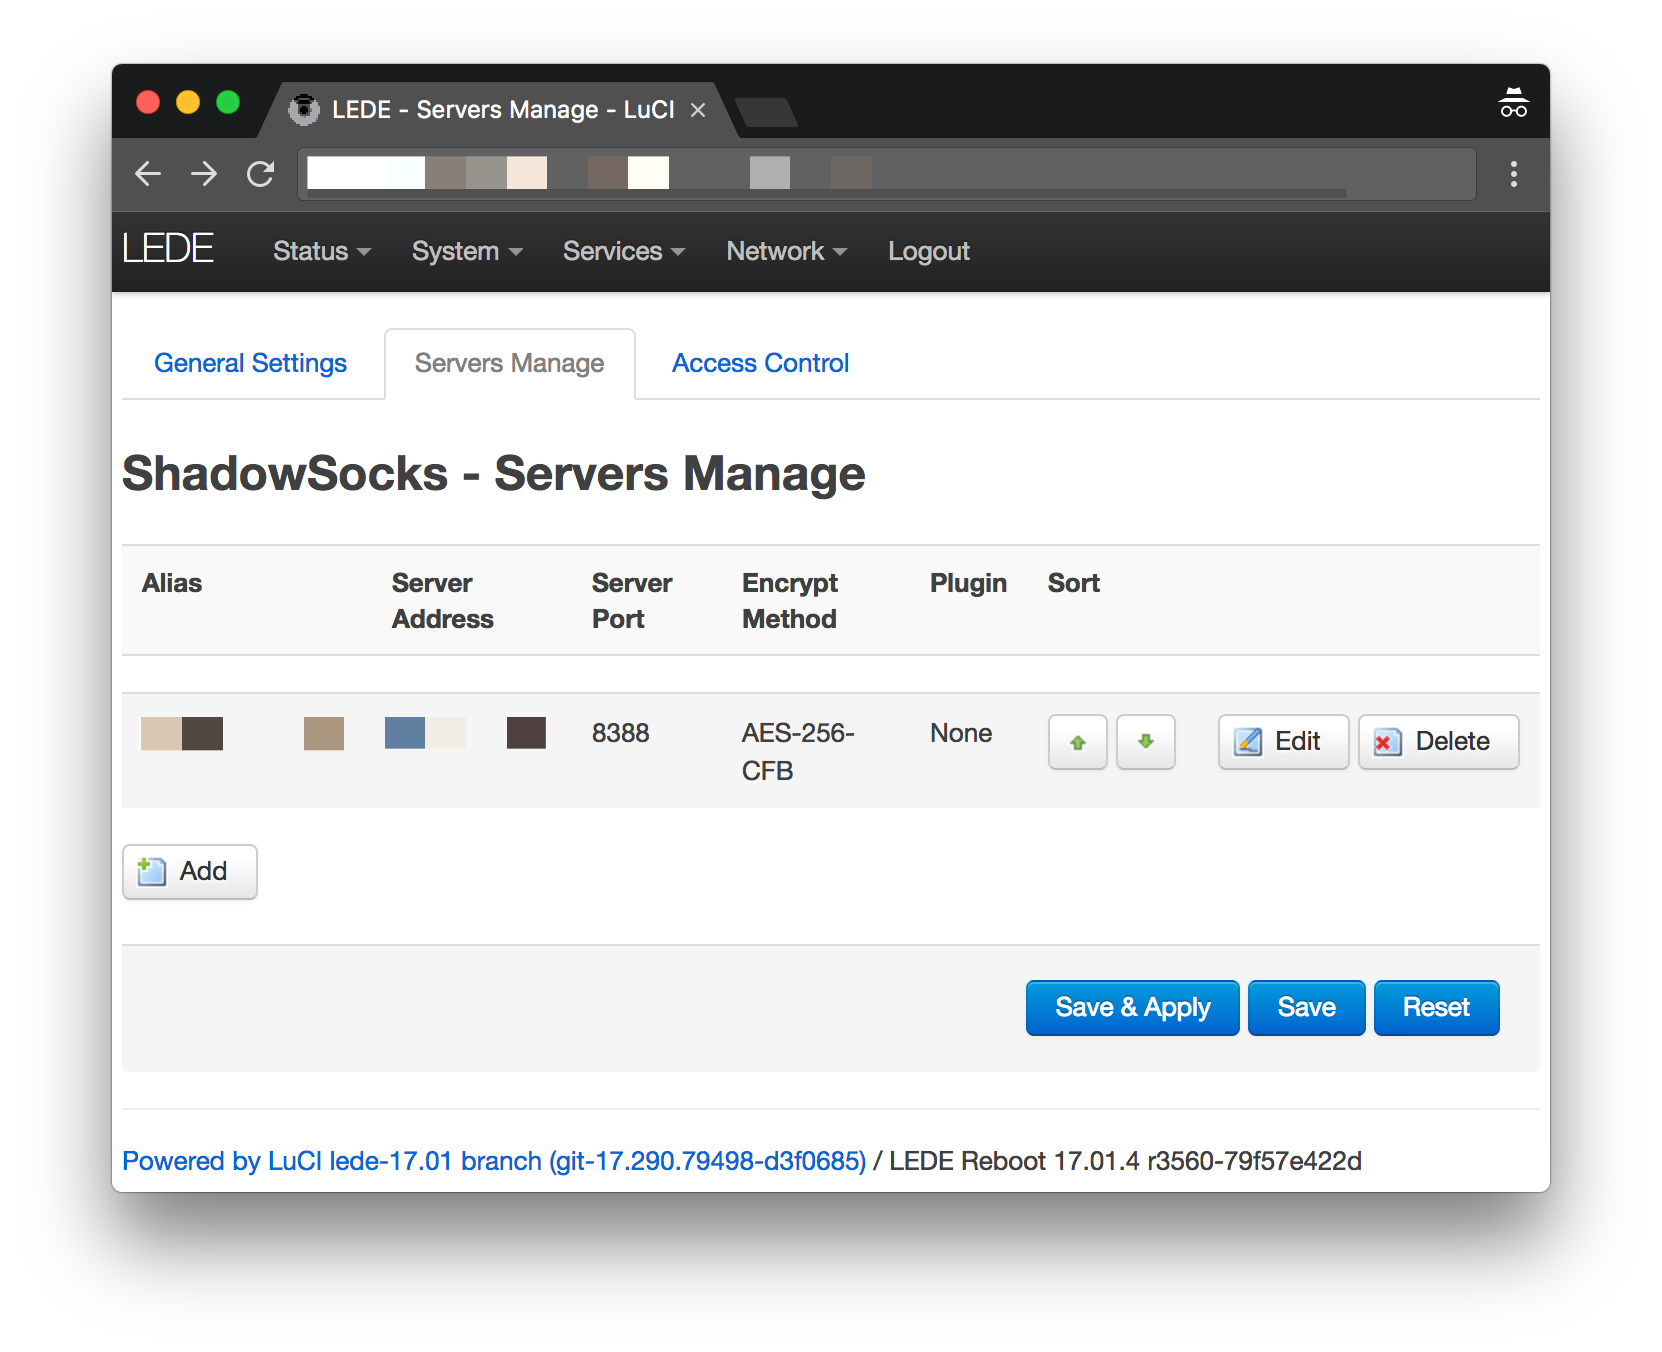 LEDE - Servers Manage - LuCI
LEDE Status System Services Network Logout
General Settings Servers Manage Access Control
ShadowSocks - Servers Manage
Alias Server Address Server Port Encrypt Method Plugin Sort
8388 AES-256-CFB None Edit Delete
Add
Save & Apply Save Reset
Powered by LuCI lede-17.01 branch (git-17.290.79498-d3f0685) / LEDE Reboot 17.01.4 r3560-79f57e422d